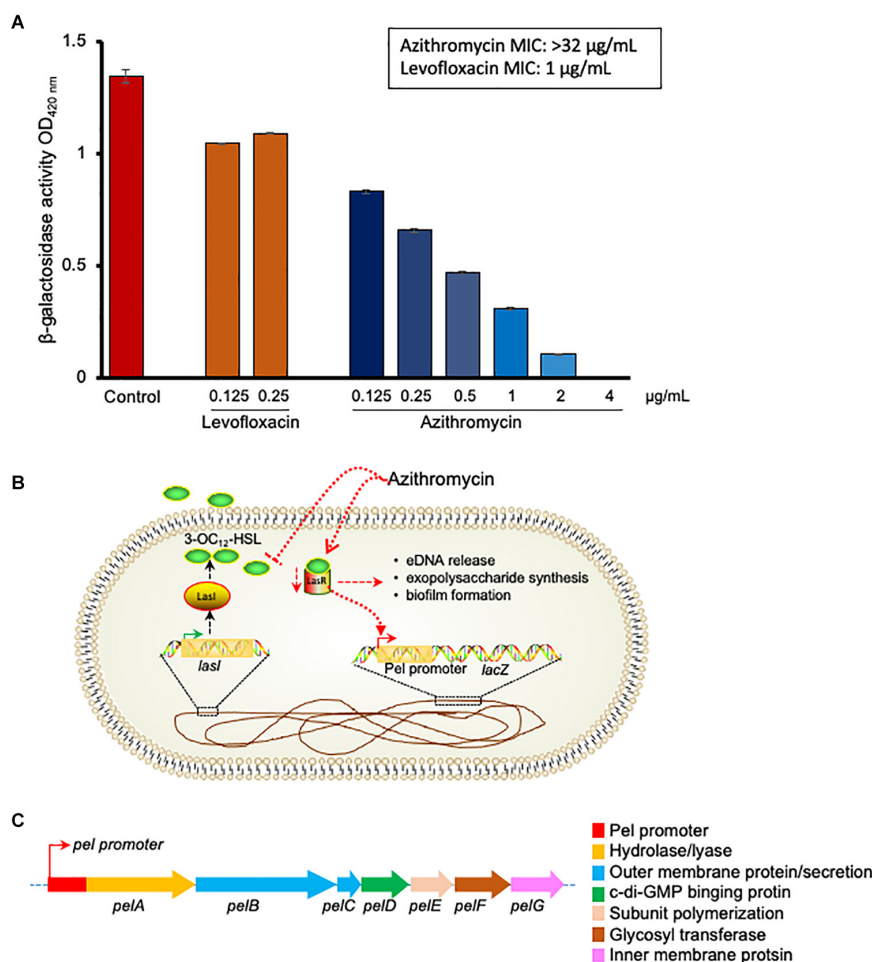 A
Azithromycin MIC: >32 µg/mL
Levofloxacin MIC: 1 µg/mL
β-galactosidase activity OD420 nm
1.5
1
0.5
0
0.125 0.25 0.125 0.25 0.5 1 2 4 µg/mL
Control
Levofloxacin Azithromycin
B
Azithromycin
3-OC12-HSL
LasI
LasR
• eDNA release
• exopolysaccharide synthesis
• biofilm formation
lasI
Pel promoter lacZ
C
pel promoter
pelA pelB pelC pelD pelE pelF pelG
Pel promoter
Hydrolase/lyase
Outer membrane protein/secretion
c-di-GMP binging protin
Subunit polymerization
Glycosyl transferase
Inner membrane protsin